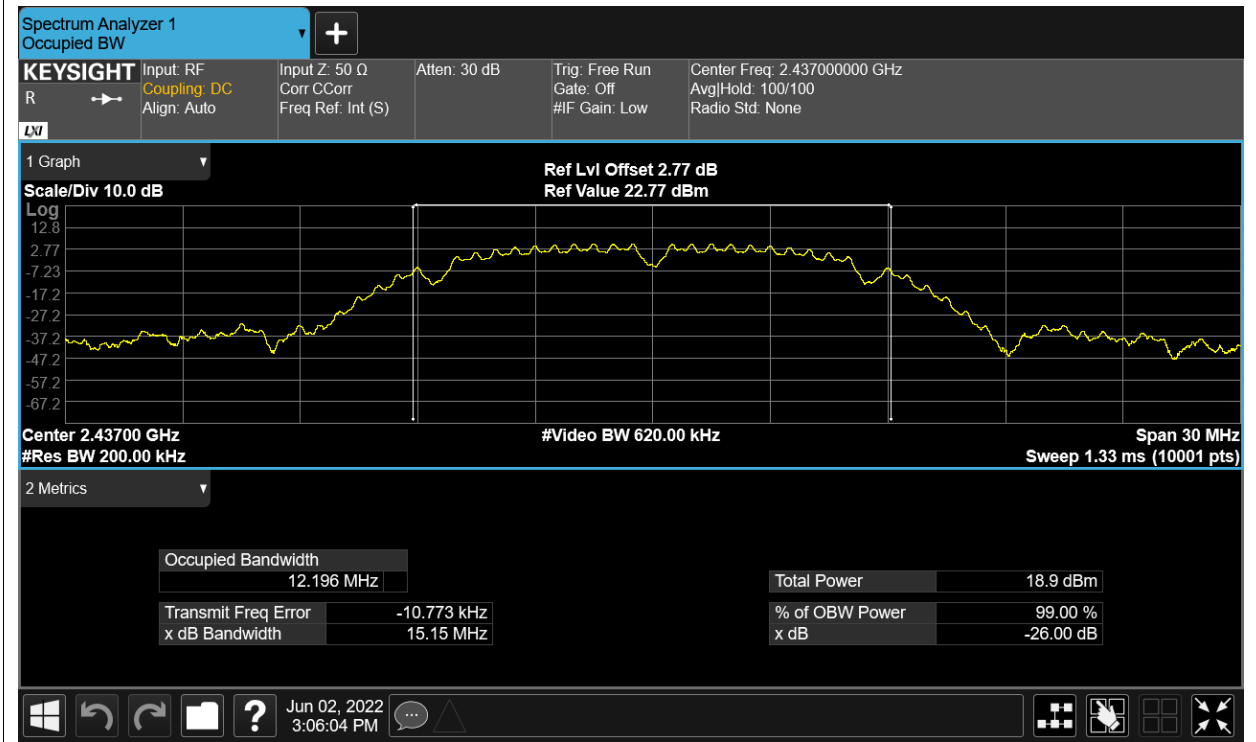 Spectrum Analyzer 1
Occupied BW
KEYSIGHT
R
LXI
Input: RF
Coupling: DC
Align: Auto
Input Z: 50 Ω
Corr CCorr
Freq Ref: Int (S)
Atten: 30 dB
Trig: Free Run
Gate: Off
#IF Gain: Low
Center Freq: 2.437000000 GHz
Avg|Hold: 100/100
Radio Std: None
1 Graph
Scale/Div 10.0 dB
Ref Lvl Offset 2.77 dB
Ref Value 22.77 dBm
Log
12.8
2.77
-7.23
-17.2
-27.2
-37.2
-47.2
-57.2
-67.2
Center 2.43700 GHz
#Video BW 620.00 kHz
Span 30 MHz
#Res BW 200.00 kHz
Sweep 1.33 ms (10001 pts)
2 Metrics
Occupied Bandwidth
12.196 MHz
Total Power 18.9 dBm
Transmit Freq Error -10.773 kHz
% of OBW Power 99.00 %
x dB Bandwidth 15.15 MHz
x dB -26.00 dB
?
Jun 02, 2022
3:06:04 PM